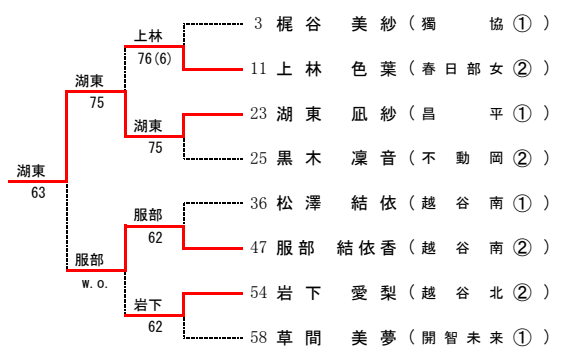 3 梶谷 美紗 (獨協 ①)
上林
76(6)
11 上林 色葉 (春日部女 ②)
湖東
75
23 湖東 凪紗 (昌平 ①)
湖東
75
25 黒木 凜音 (不動岡 ②)
湖東
63
36 松澤 結依 (越谷南 ①)
服部
62
47 服部 結依香 (越谷南 ②)
服部
w.o.
54 岩下 愛梨 (越谷北 ②)
岩下
62
58 草間 美夢 (開智未来 ①)